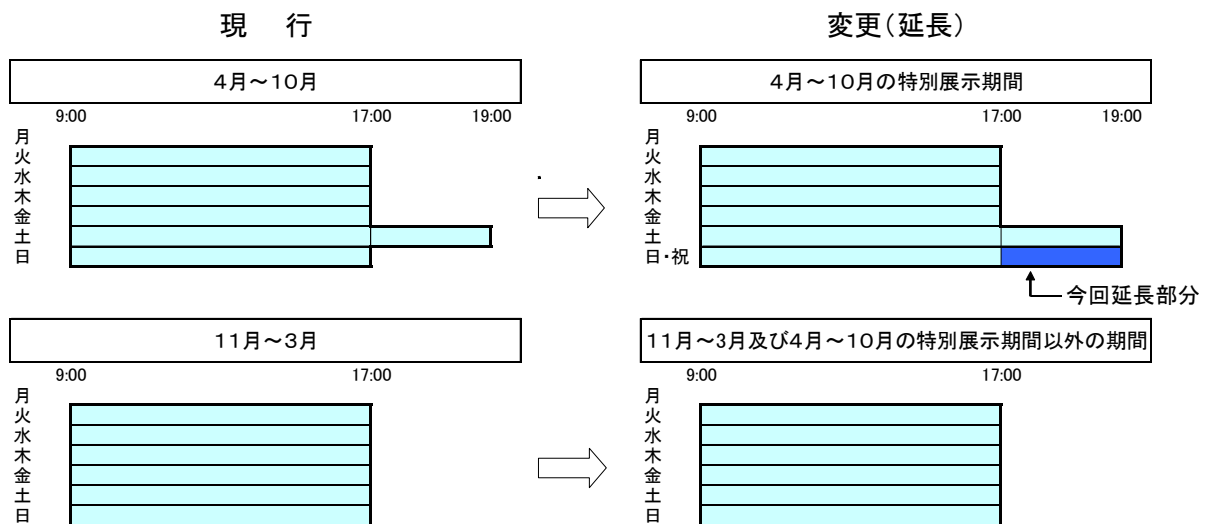 現　行
4月～10月
9:00 17:00 19:00
月
火
水
木
金
土
日
変更(延長)
4月～10月の特別展示期間
9:00 17:00 19:00
月
火
水
木
金
土
日・祝
今回延長部分
11月～3月
9:00 17:00
月
火
水
木
金
土
日
11月～3月及び4月～10月の特別展示期間以外の期間
9:00 17:00
月
火
水
木
金
土
日